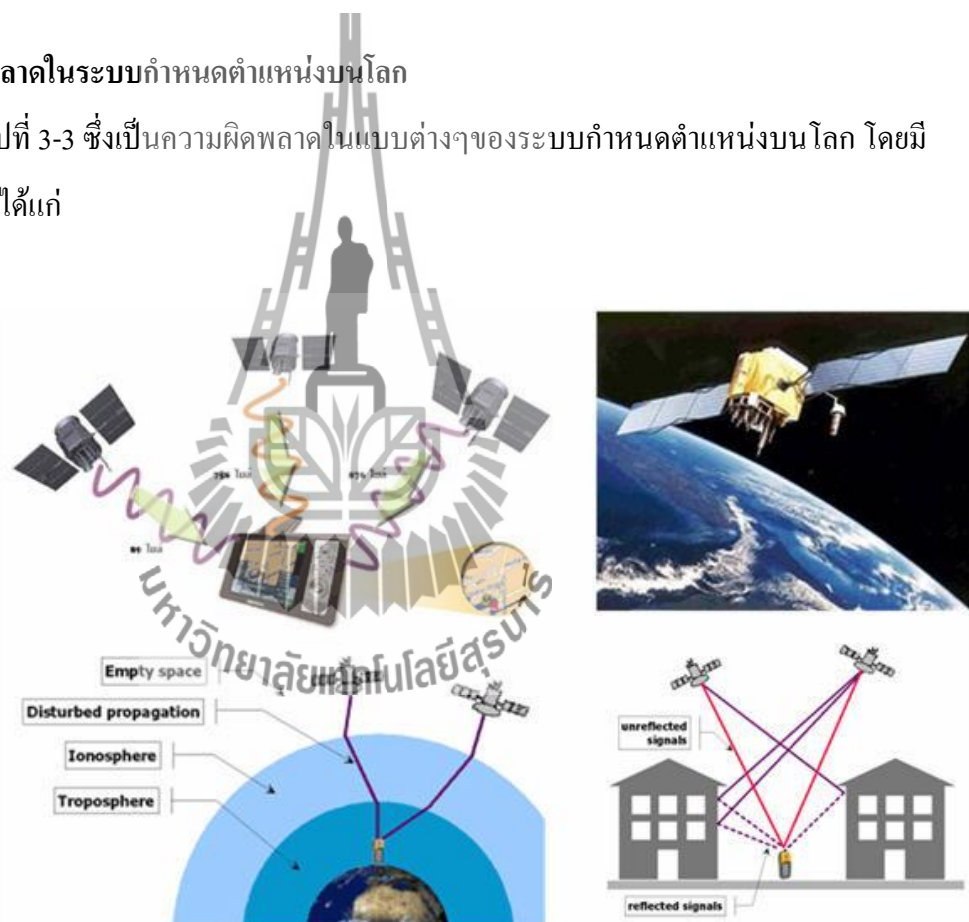 ลาดในระบบกำหนดตำแหน่งบนโลก
ปที่ 3-3 ซึ่งเป็นความผิดพลาดในแบบต่างๆของระบบกำหนดตำแหน่งบนโลก โดยมี
ได้แก่
มหาวิทยาลัยเทคโนโลยีสุรนาร
Empty space
Disturbed propagation
Ionosphere
Troposphere
unreflected
signals
reflected signals